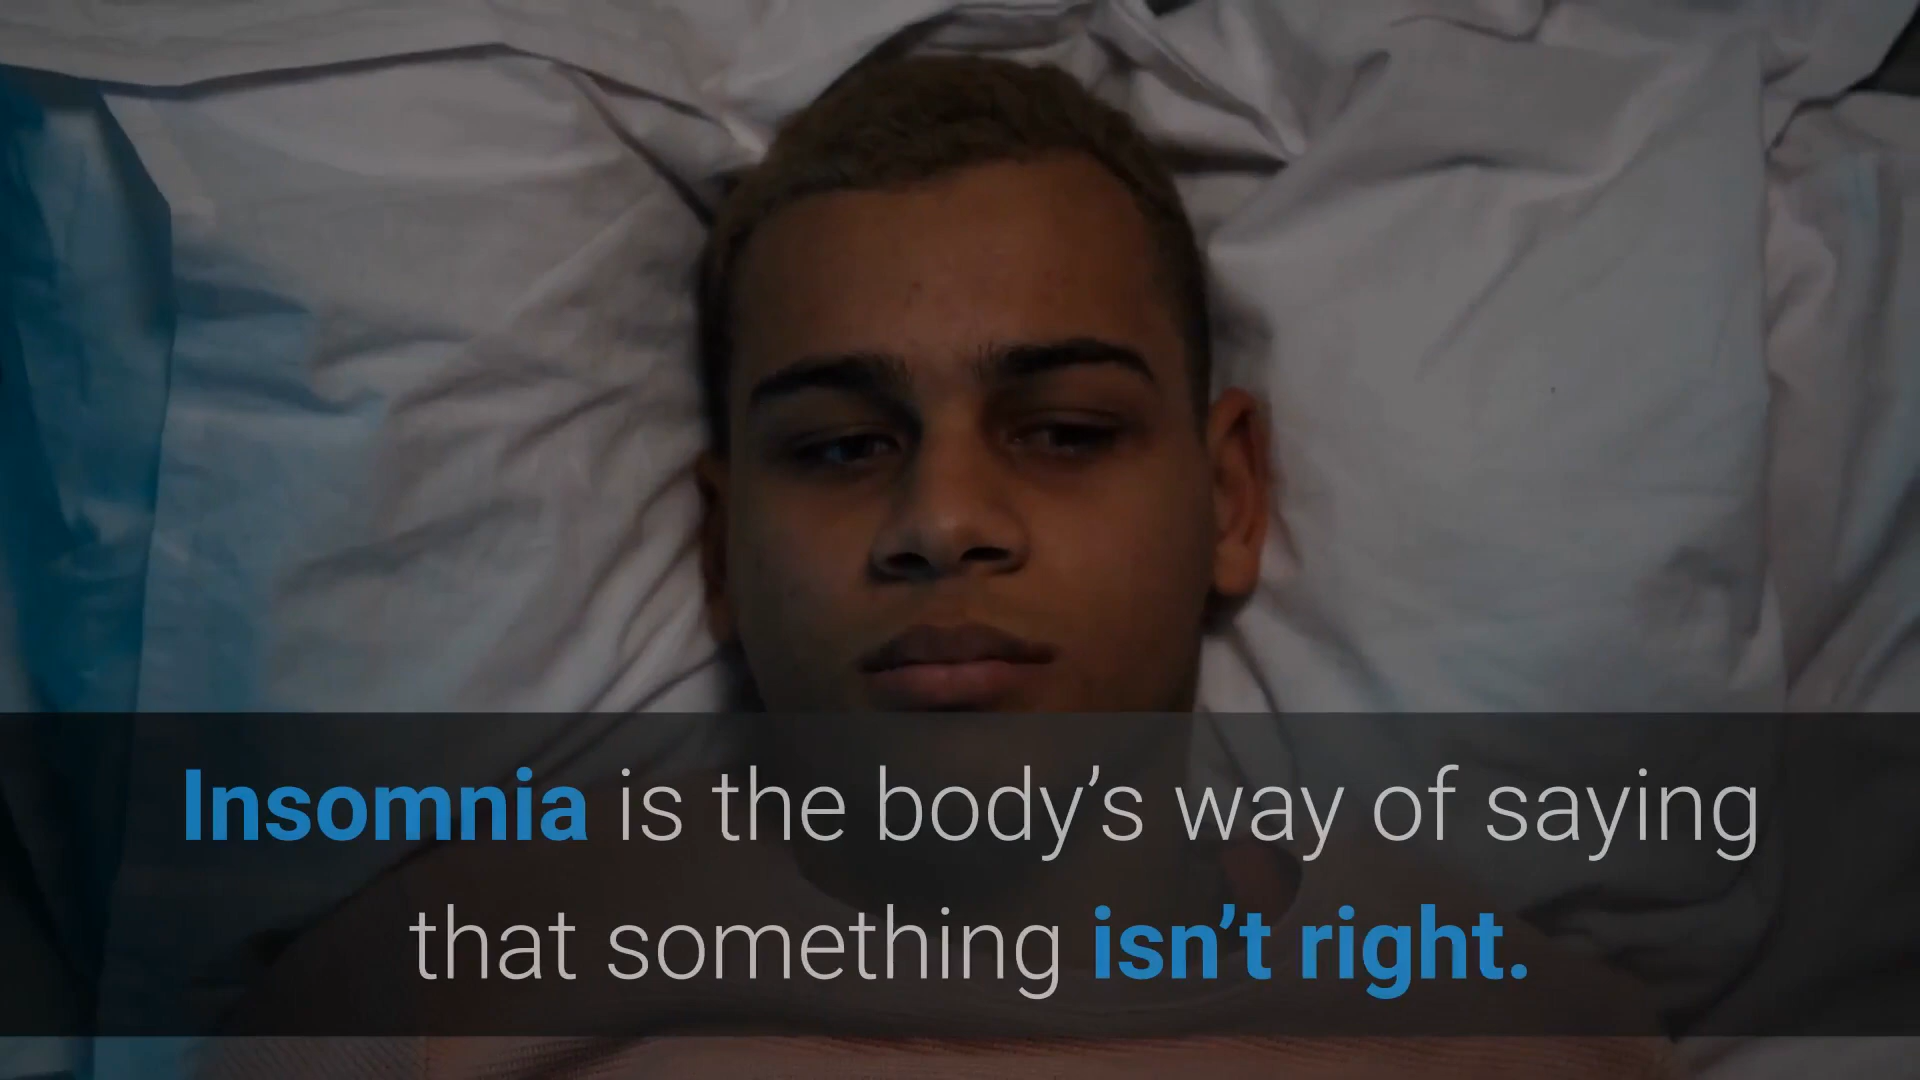 Insomnia is the body’s way of saying
that something isn’t right.